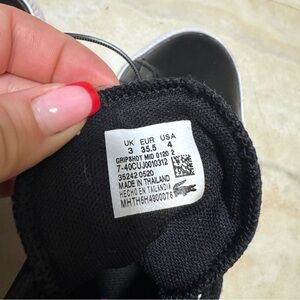 UK EUR USA
3 35.5 4
GRIPSHOT MID 0120 2
7-40CUJ0010312
35242 0520
MADE IN THAILAND
HECHO EN TAILANDIA
MHTH5H4800078